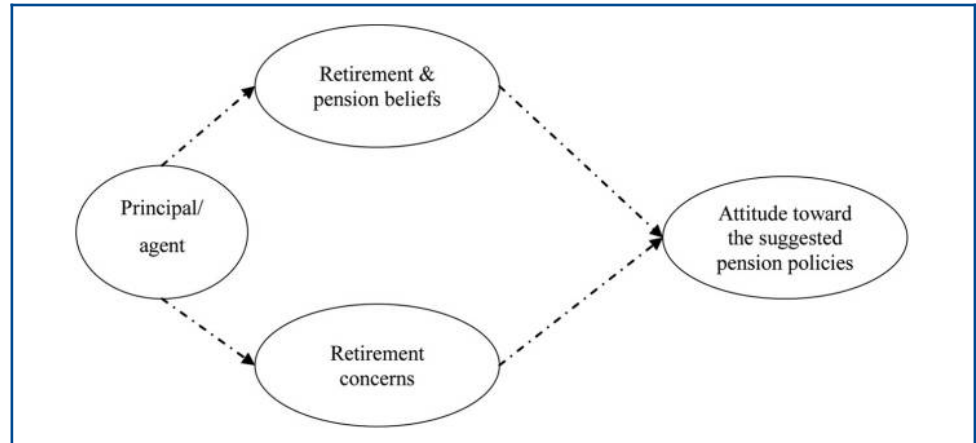 Retirement &
pension beliefs
Principal/
agent
Attitude toward
the suggested
pension policies
Retirement
concerns